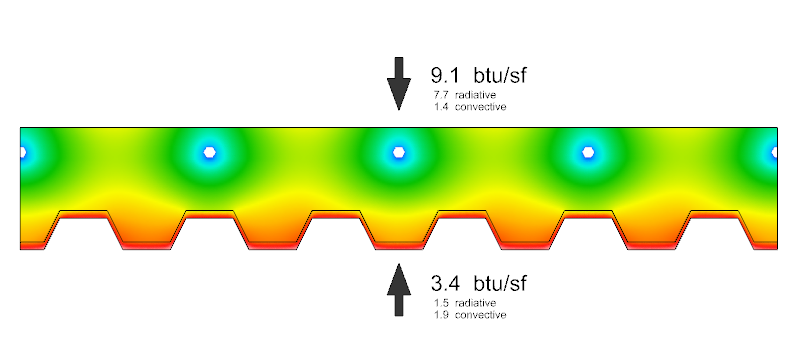 9.1 btu/sf
7.7 radiative
1.4 convective
3.4 btu/sf
1.5 radiative
1.9 convective